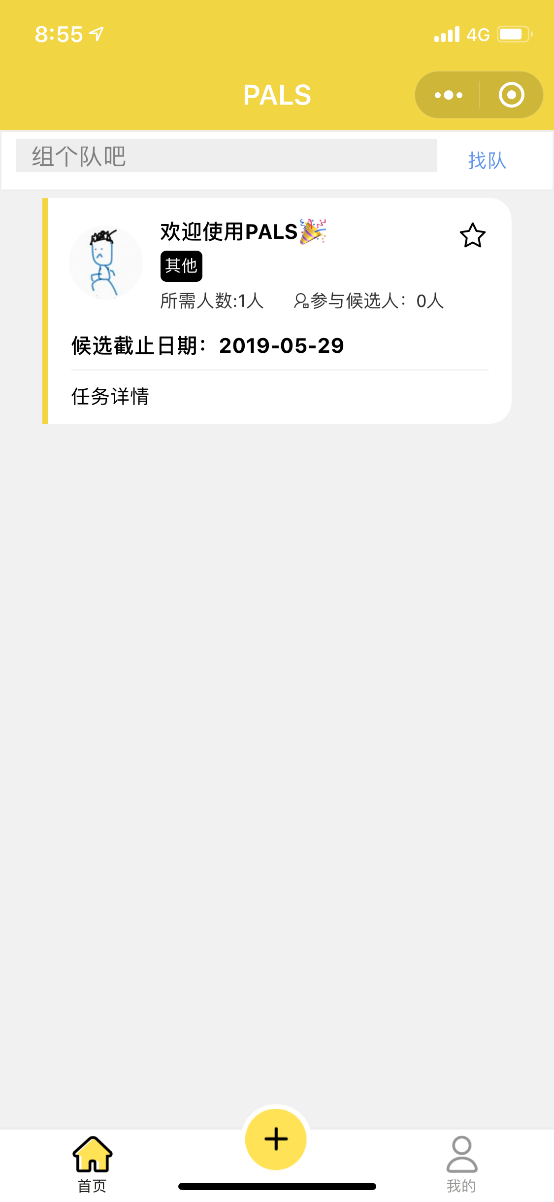 8:55
4G
PALS
组个队吧
找队
欢迎使用PALS🎉
其他
所需人数:1人 参与候选人：0人
候选截止日期：2019-05-29
任务详情
首页
我的